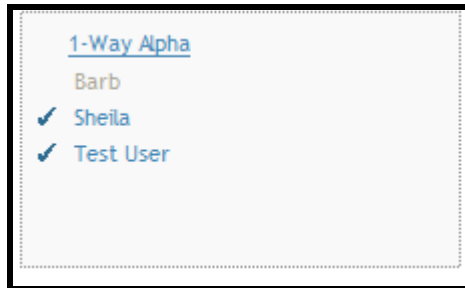 1-Way Alpha
Barb
✓ Sheila
✓ Test User